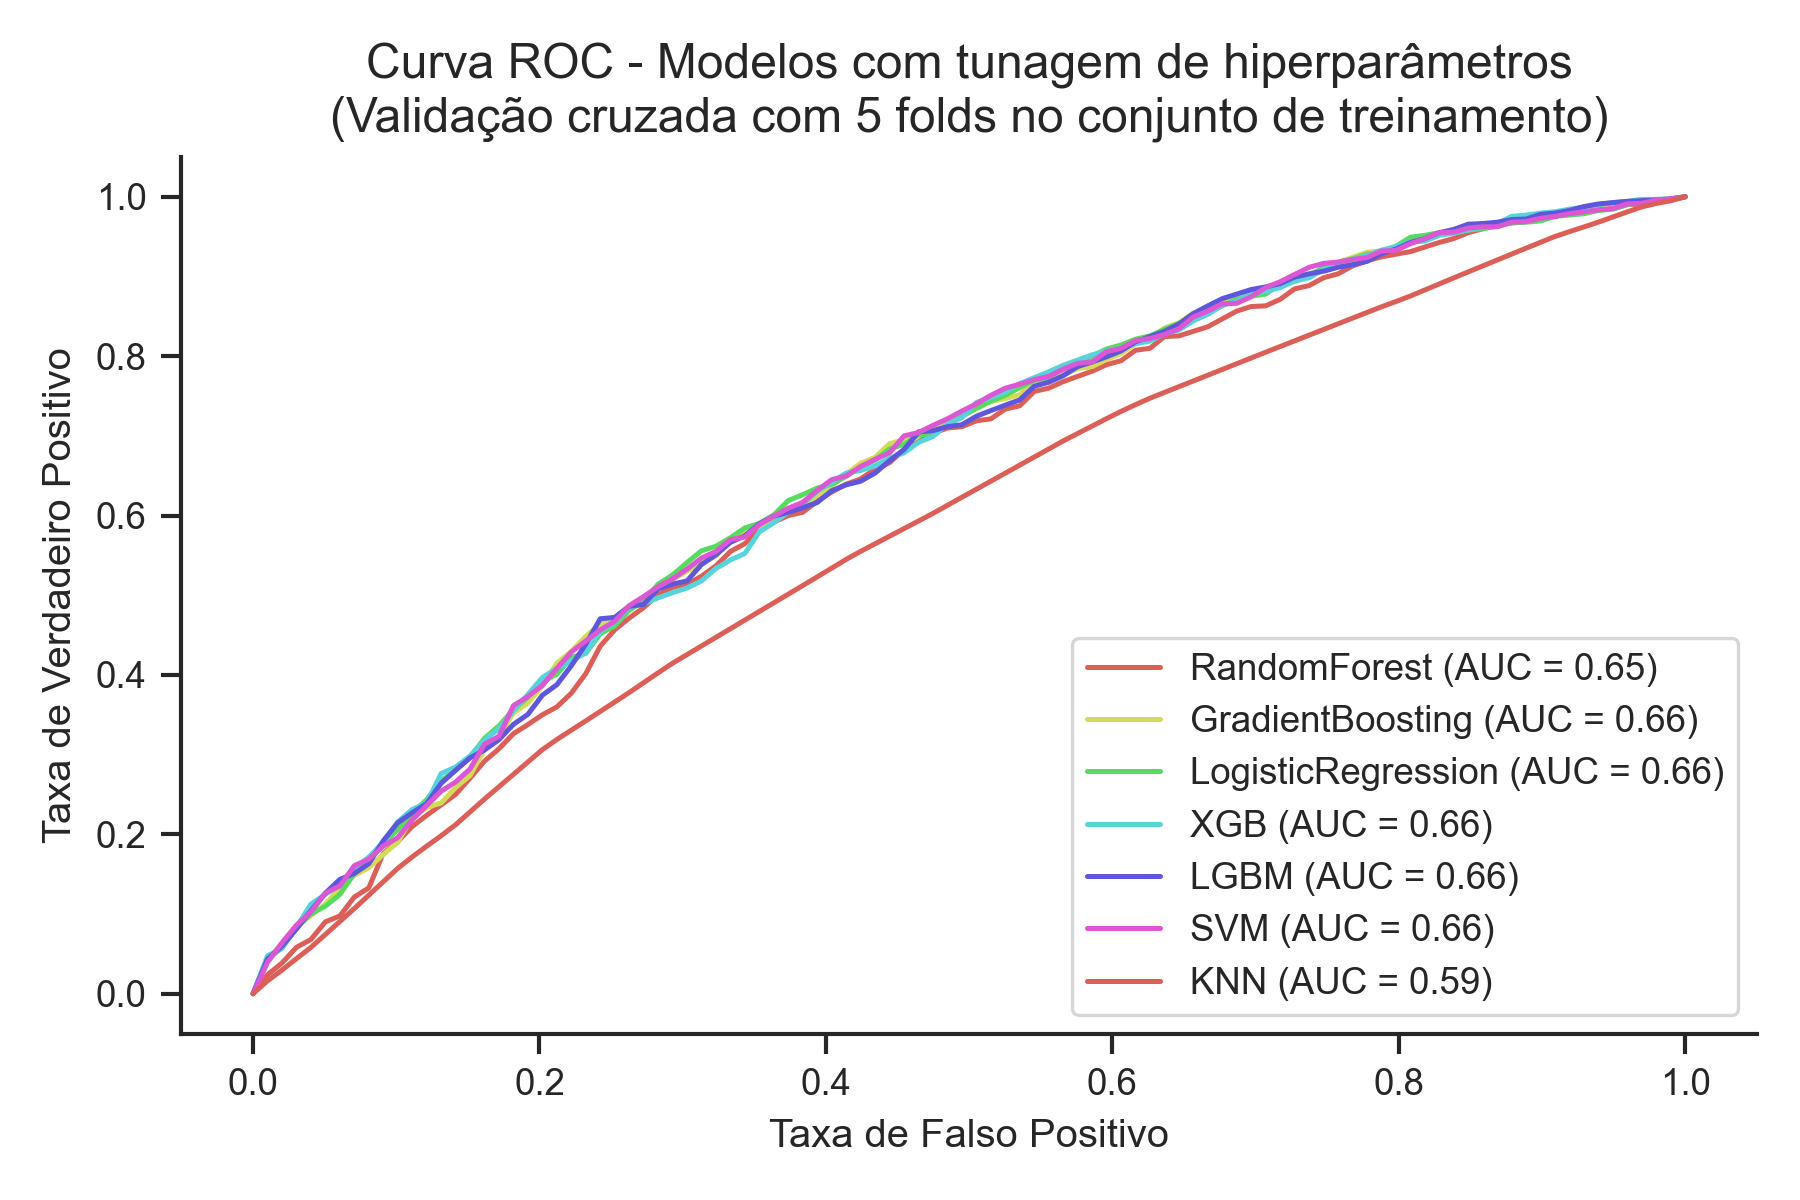 Curva ROC - Modelos com tunagem de hiperparâmetros
(Validação cruzada com 5 folds no conjunto de treinamento)
Taxa de Verdadeiro Positivo
1.0
0.8
0.6
0.4
0.2
0.0
RandomForest (AUC = 0.65)
GradientBoosting (AUC = 0.66)
LogisticRegression (AUC = 0.66)
XGB (AUC = 0.66)
LGBM (AUC = 0.66)
SVM (AUC = 0.66)
KNN (AUC = 0.59)
0.0 0.2 0.4 0.6 0.8 1.0
Taxa de Falso Positivo